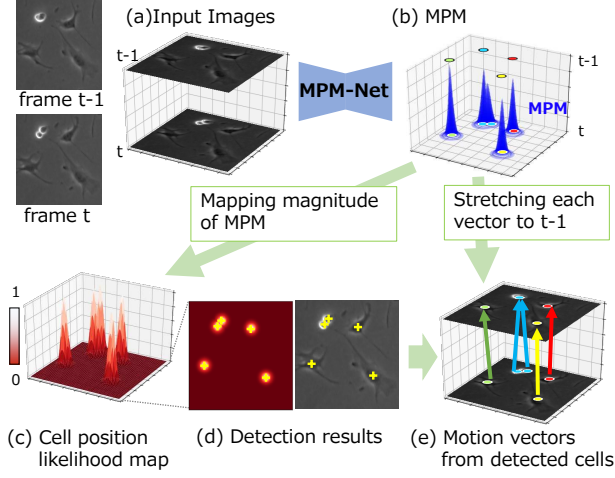 (a)Input Images
(b) MPM
frame t-1
frame t
t-1
t
MPM-Net
t-1
MPM
t
Mapping magnitude
of MPM
Stretching each
vector to t-1
1
0
(c) Cell position
likelihood map
(d) Detection results
(e) Motion vectors
from detected cells